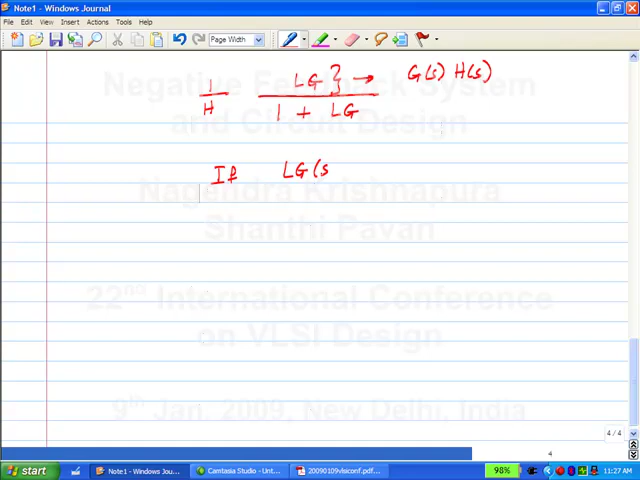 Note1 - Windows Journal
File Edit View Insert Actions Tools Help
Page Width
Negative Feedback System
and Circuit Design
1 LG } → G(s) H(s)
H 1 + LG
If LG(s
Nagendra Krishnapura
Shanthi Pavan
22nd International Conference
on VLSI Design
9th Jan. 2009, New Delhi, India
4 / 4
4
start Note1 - Windows Jou... Camtasia Studio - Unt... 20090109vlsiconf.pdf... 98% 11:27 AM